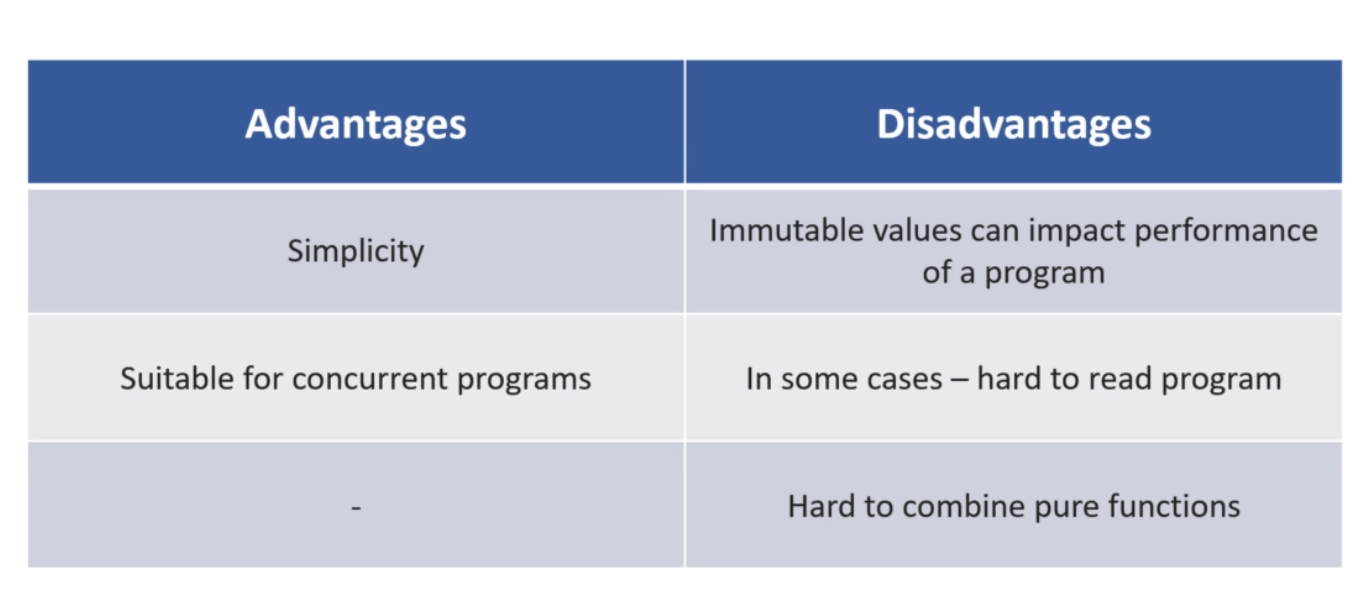 Advantages
Disadvantages
Simplicity
Immutable values can impact performance
of a program
Suitable for concurrent programs
In some cases – hard to read program
-
Hard to combine pure functions